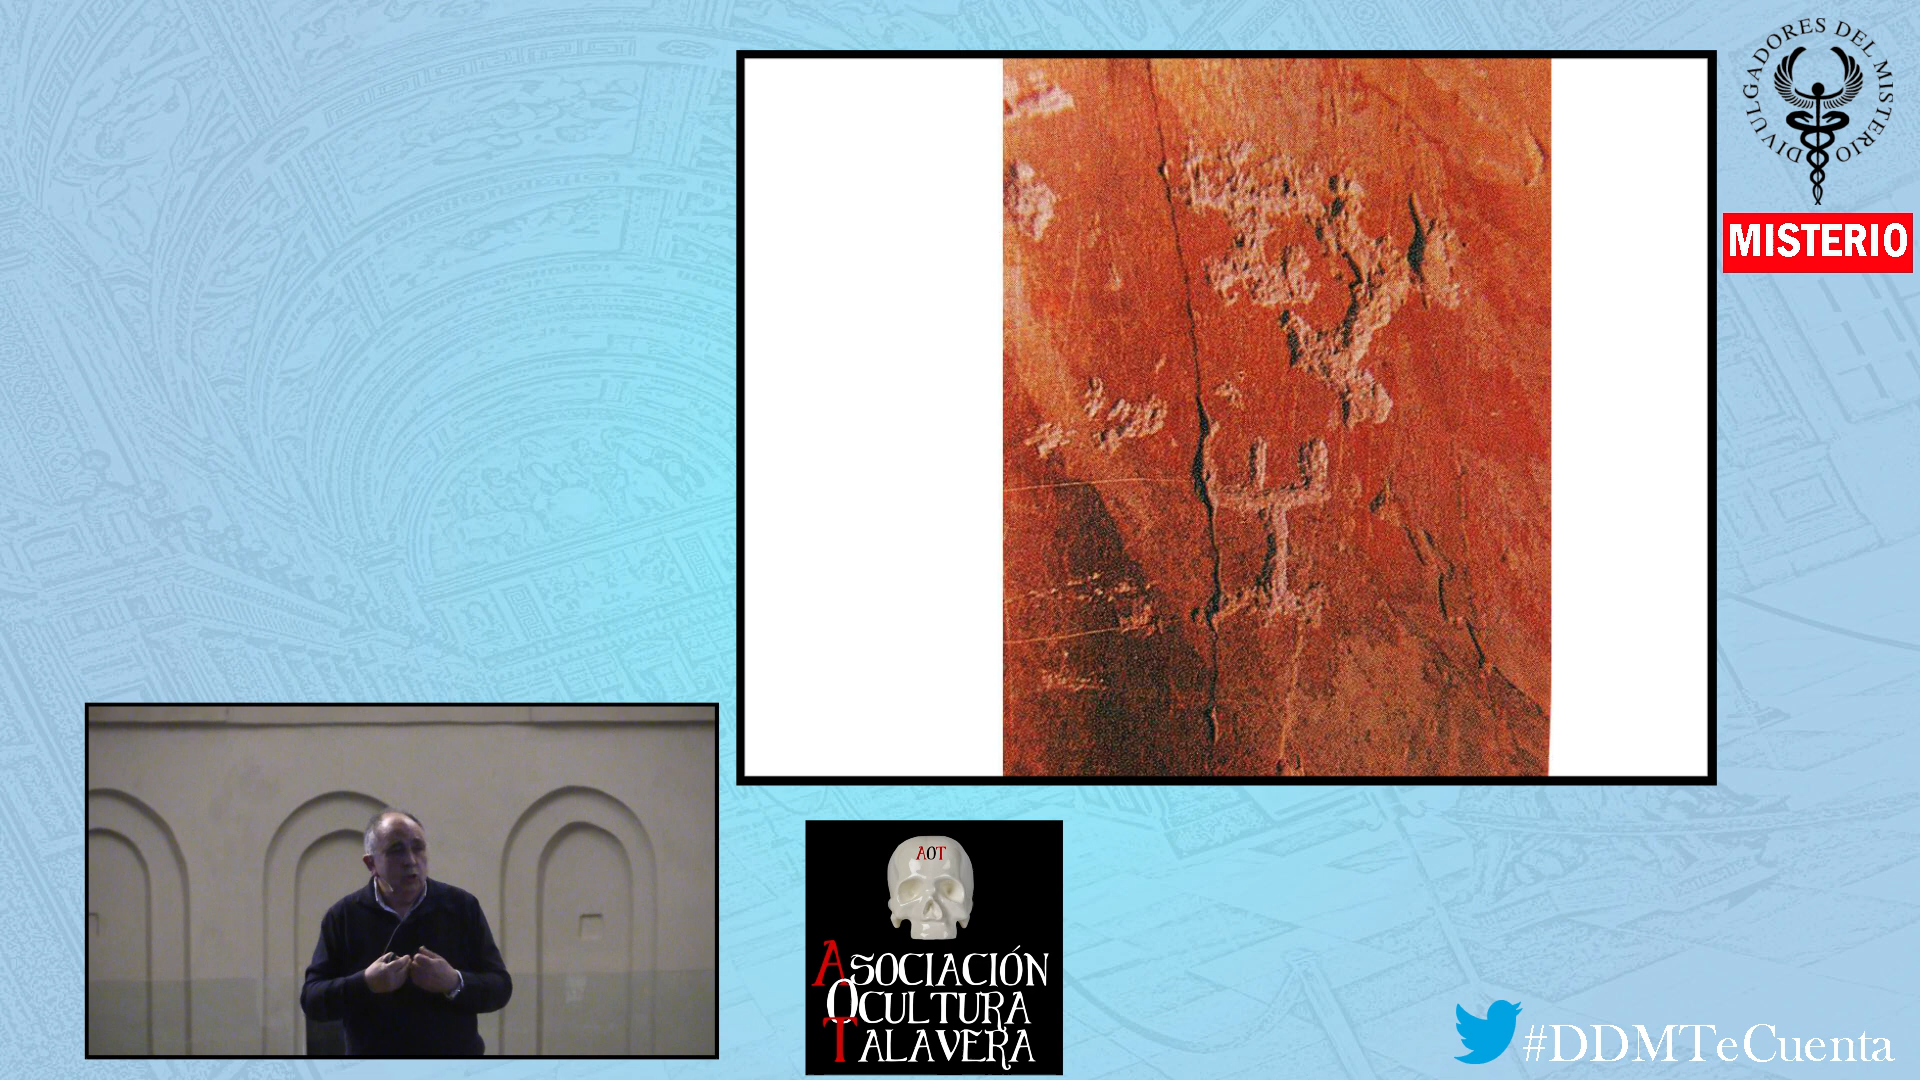 DIVULGADORES DEL MISTERIO
MISTERIO
AOT
ASOCIACIÓN
OCULTURA
TALAVERA
#DDMTeCuenta